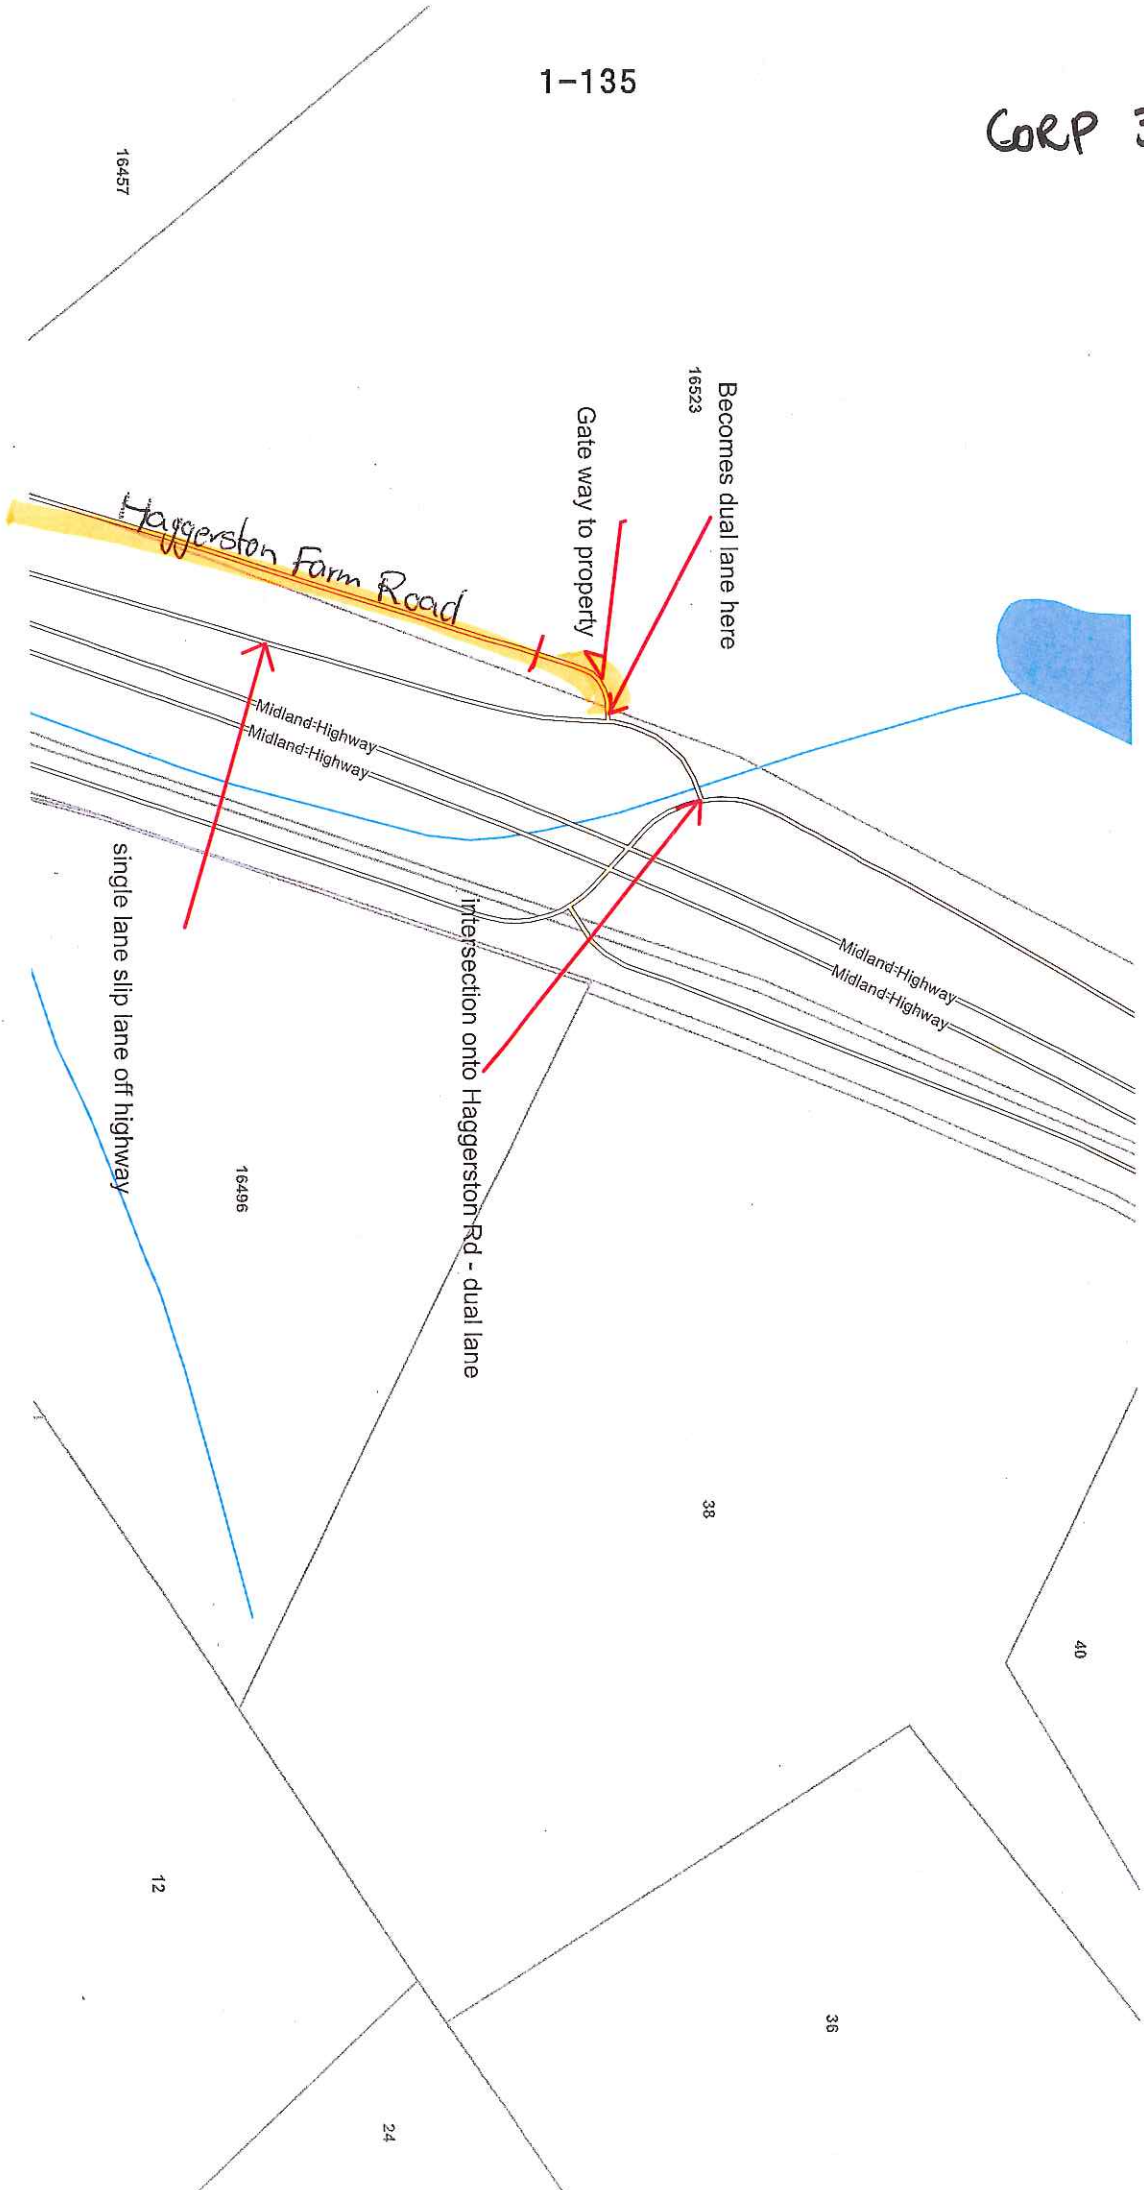 1-135
CORP
16457
16523
Becomes dual lane here
Gate way to property
Haggerston Farm Road
Midland-Highway
Midland-Highway
Midland-Highway
Midland-Highway
single lane slip lane off highway
intersection onto Haggerston Rd - dual lane
16496
38
40
12
36
24